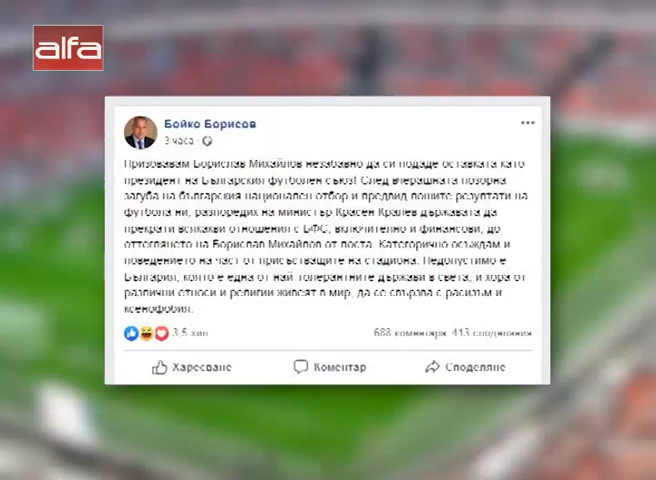 alfa
Бойко Борисов
3 часа
Призовавам Борислав Михайлов незабавно да си подаде оставката като
президент на Българския футболен съюз! След вчерашната позорна
загуба на българския национален отбор и предвид лошите резултати на
футбола ни, разпоредих на министър Красен Кралев държавата да
прекрати всякакви отношения с БФС, включително и финансови, до
оттеглянето на Борислав Михайлов от поста. Категорично осъждам и
поведението на част от присъстващите на стадиона. Недопустимо е
България, която е една от най-толерантните държави в света, и хора от
различни етноси и религии живеят в мир, да се свързва с расизъм и
ксенофобия.
3,5 хил.
688 коментара 413 споделяния
Харесване Коментар Споделяне